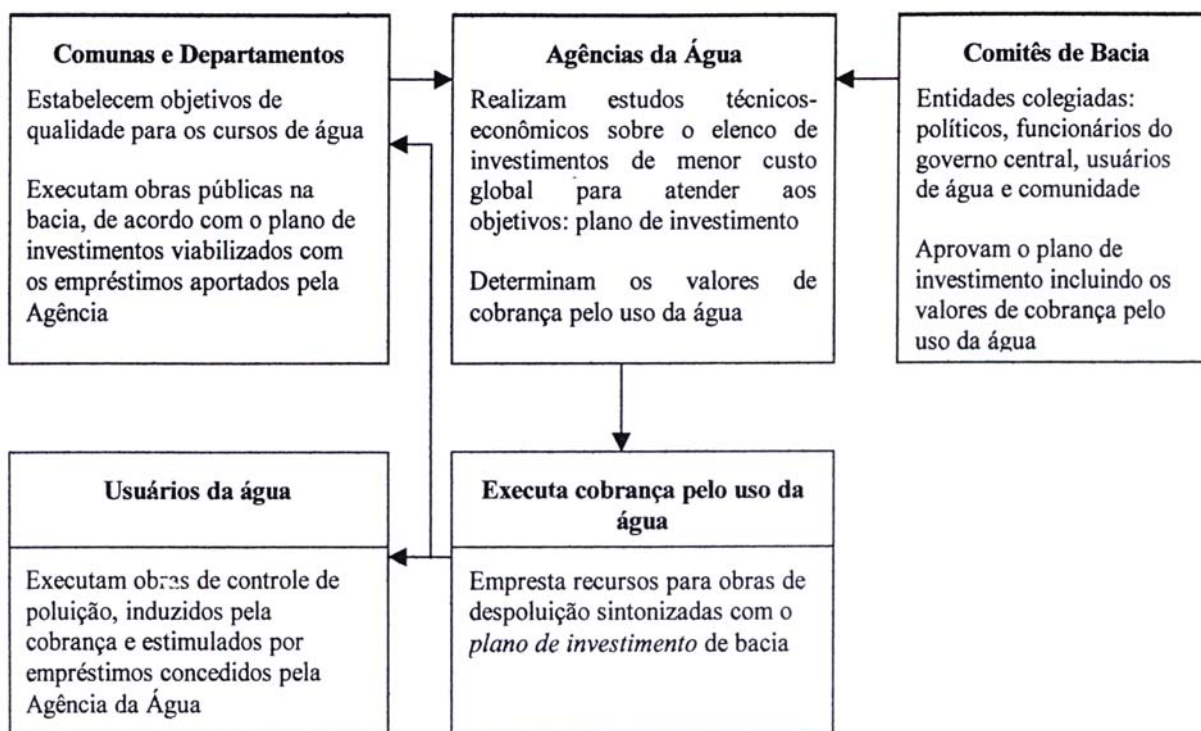 Comunas e Departamentos
Estabelecem objetivos de
qualidade para os cursos de água
Executam obras públicas na
bacia, de acordo com o plano de
investimentos viabilizados com
os empréstimos aportados pela
Agência
Agências da Água
Realizam estudos técnicos-
econômicos sobre o elenco de
investimentos de menor custo
global para atender aos
objetivos: plano de investimento
Determinam os valores de
cobrança pelo uso da água
Comitês de Bacia
Entidades colegiadas:
políticos, funcionários do
governo central, usuários
de água e comunidade
Aprovam o plano de
investimento incluindo os
valores de cobrança pelo
uso da água
Usuários da água
Executam obras de controle de
poluição, induzidos pela
cobrança e estimulados por
empréstimos concedidos pela
Agência da Água
Executa cobrança pelo uso da
água
Empresta recursos para obras de
despoluição sintonizadas com o
plano de investimento de bacia